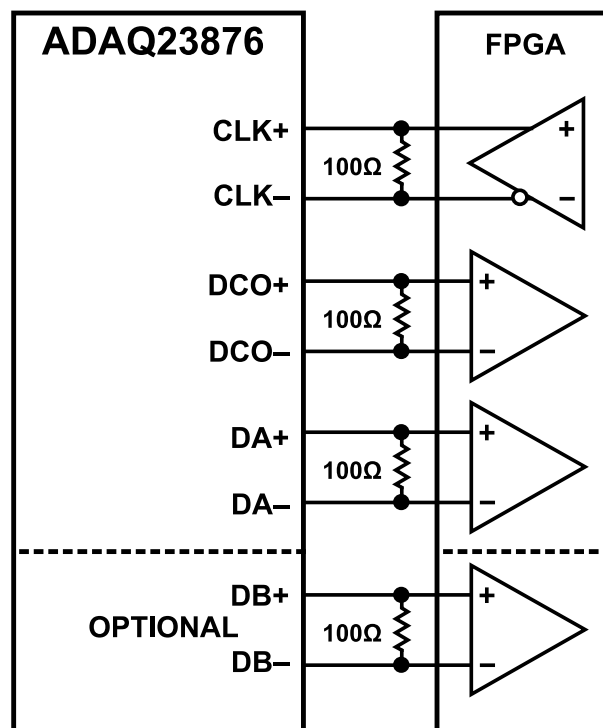 ADAQ23876
FPGA
CLK+
+
100Ω
CLK–
–
DCO+
+
100Ω
DCO–
–
DA+
+
100Ω
DA–
–
DB+
+
OPTIONAL
100Ω
DB–
–